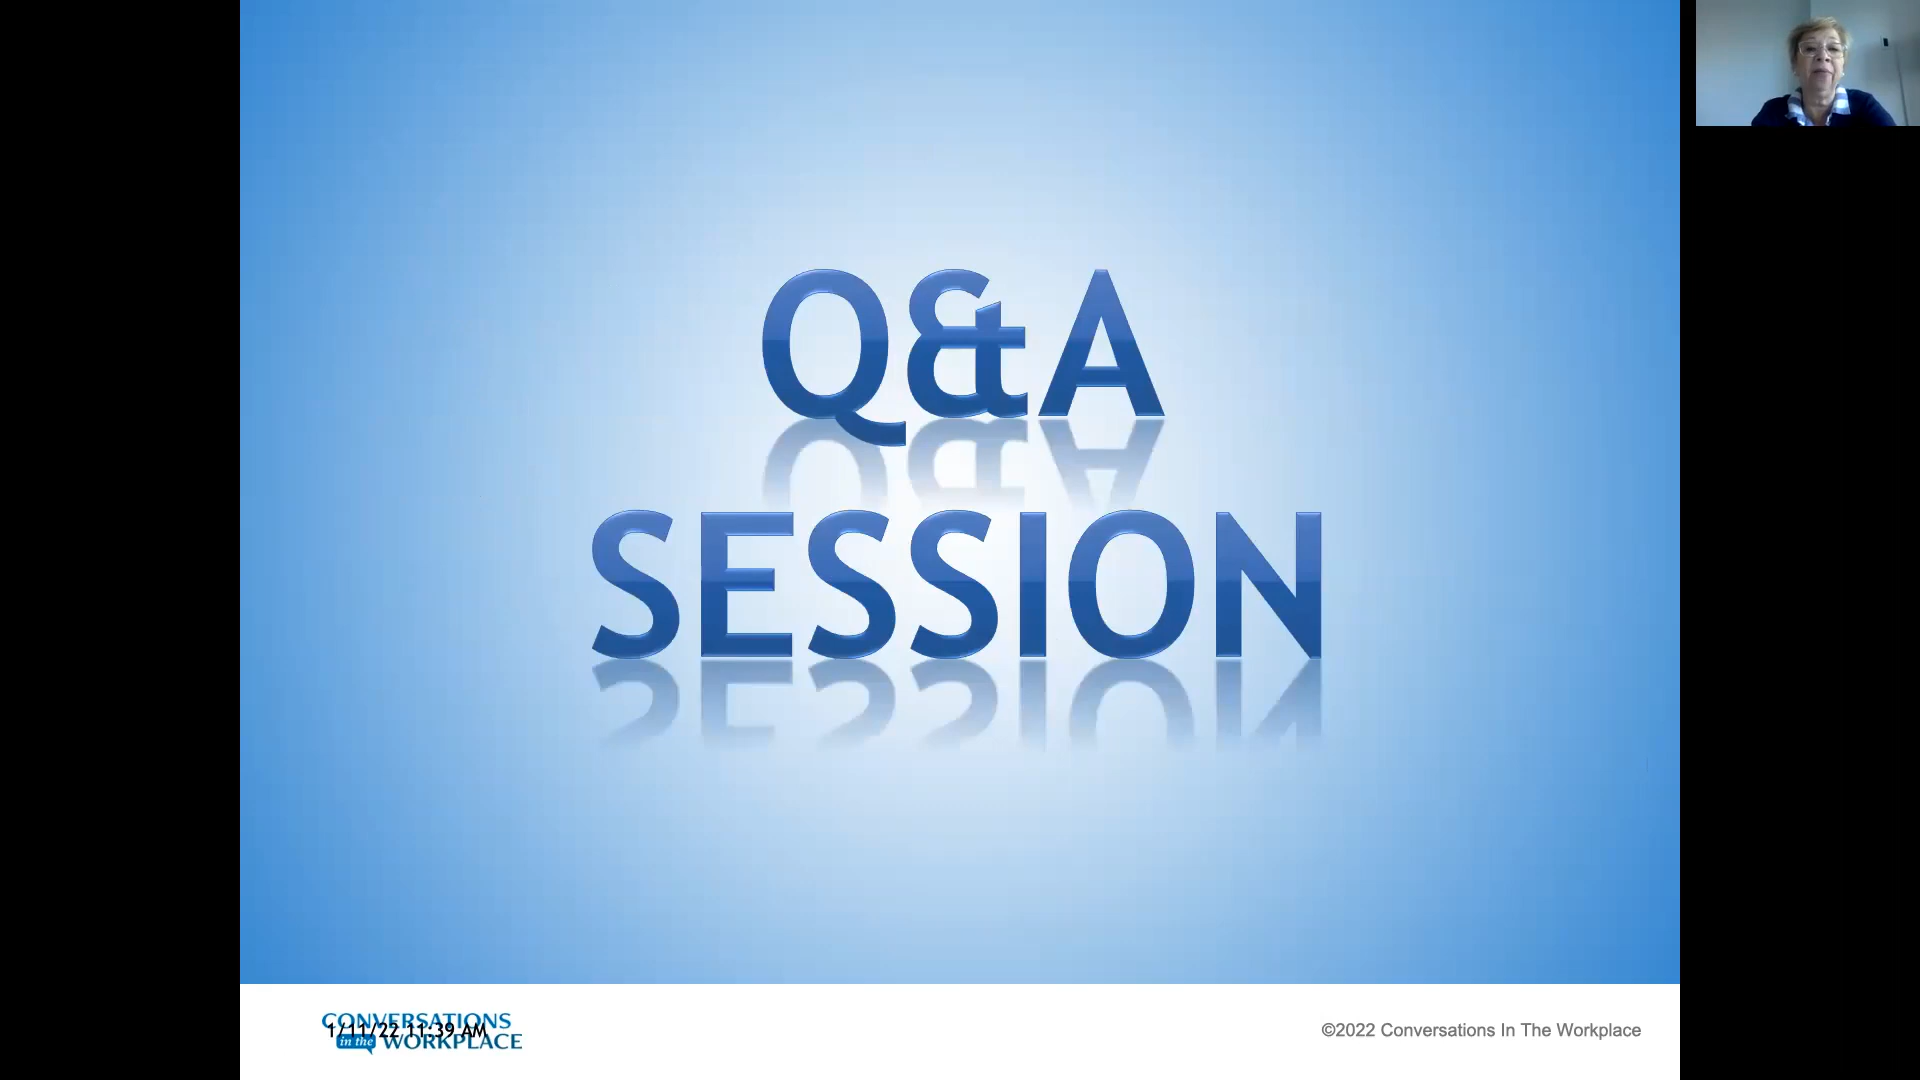 Q&A
SESSION
CONVERSATIONS
in the WORKPLACE
1/11/22 11:39 AM
©2022 Conversations In The Workplace